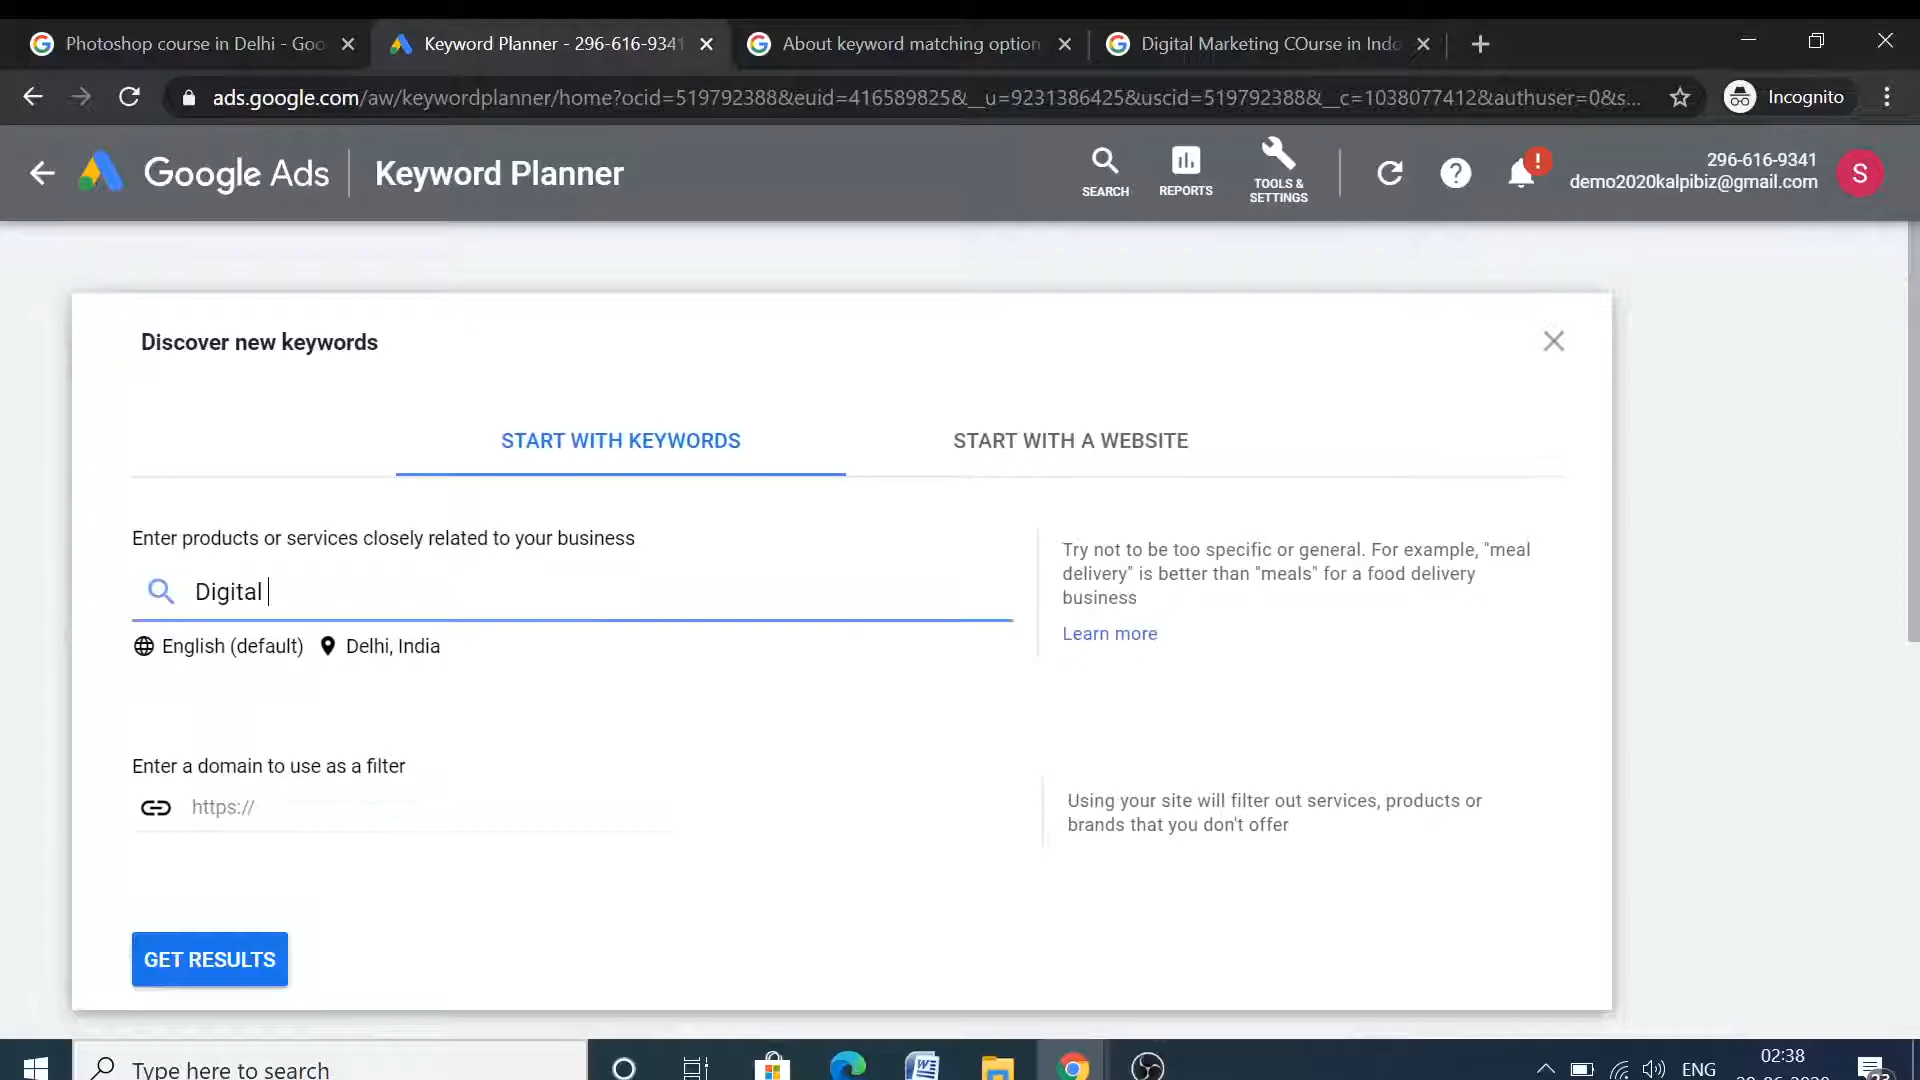 Photoshop course in Delhi - Goo
Keyword Planner - 296-616-9341
About keyword matching option
Digital Marketing COurse in Indo
ads.google.com/aw/keywordplanner/home?ocid=519792388&euid=416589825&__u=9231386425&uscid=519792388&__c=1038077412&authuser=0&s...
Incognito
Google Ads
Keyword Planner
SEARCH
REPORTS
TOOLS &
SETTINGS
?
!
296-616-9341
demo2020kalpibiz@gmail.com
S
Discover new keywords
START WITH KEYWORDS
START WITH A WEBSITE
Enter products or services closely related to your business
Digital
English (default)
Delhi, India
Try not to be too specific or general. For example, "meal
delivery" is better than "meals" for a food delivery
business
Learn more
Enter a domain to use as a filter
https://
Using your site will filter out services, products or
brands that you don't offer
GET RESULTS
Type here to search
ENG
02:38